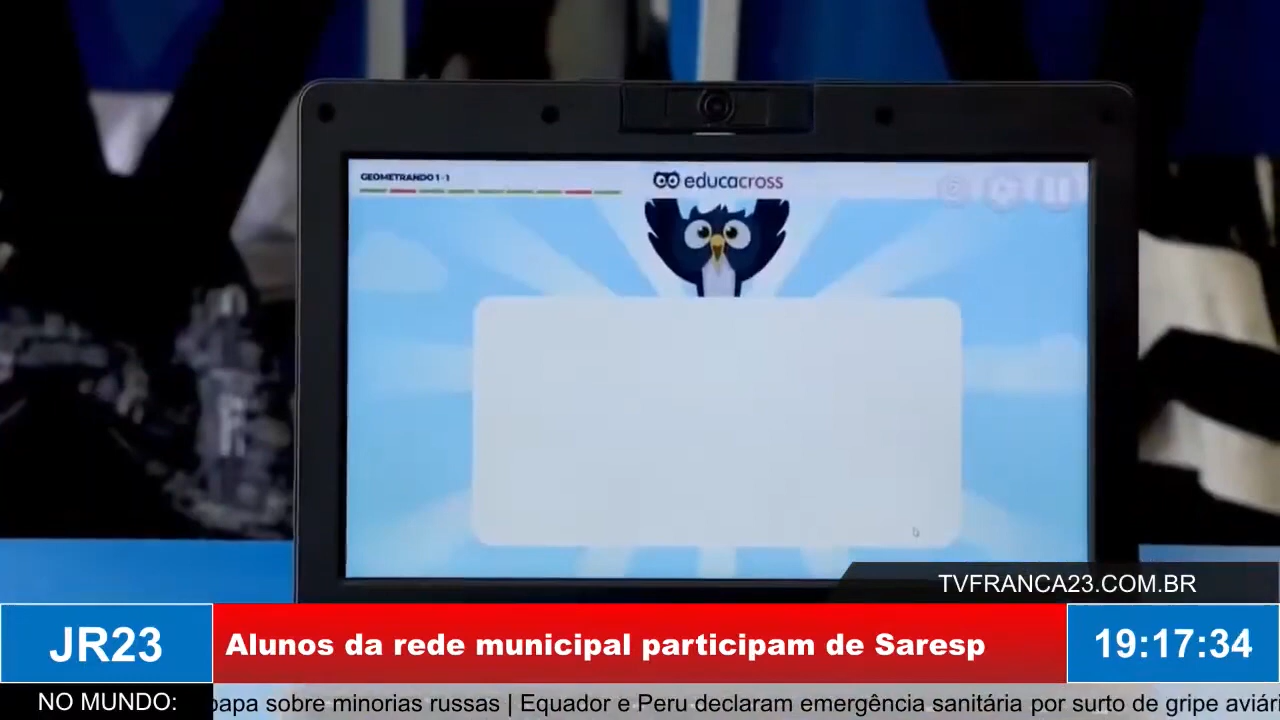 GEOMETRANDO 1 - 1
educacross
TVFRANCA23.COM.BR
JR23
Alunos da rede municipal participam de Saresp
19:17:34
NO MUNDO:
papa sobre minorias russas | Equador e Peru declaram emergência sanitária por surto de gripe aviár